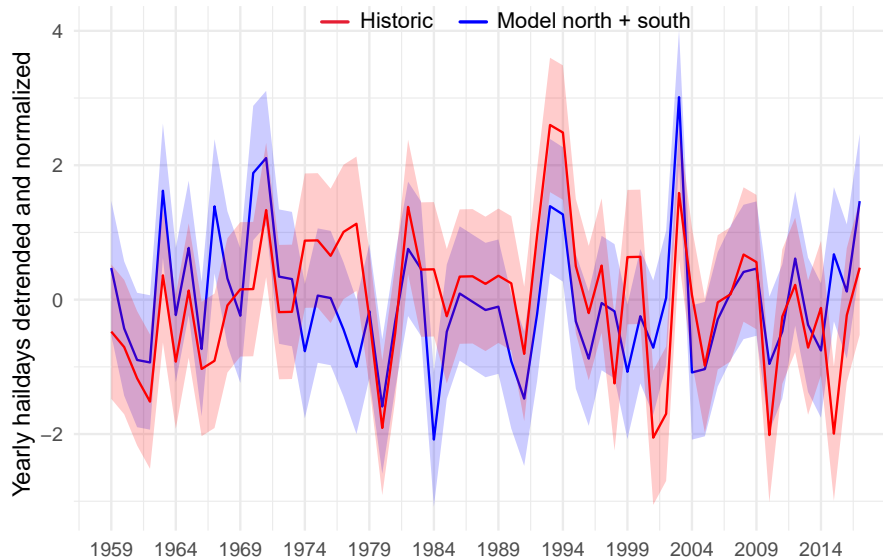 Historic Model north + south
Yearly haildays detrended and normalized
4
2
0
−2
1959 1964 1969 1974 1979 1984 1989 1994 1999 2004 2009 2014